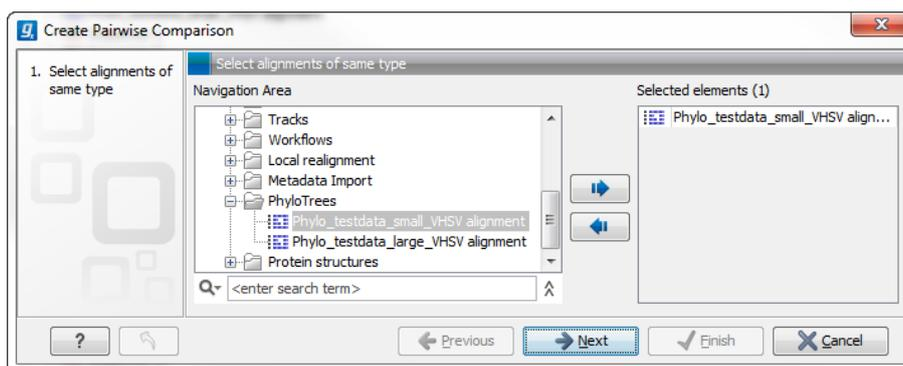 Create Pairwise Comparison
1. Select alignments of
same type
Select alignments of same type
Navigation Area
Tracks
Workflows
Local realignment
Metadata Import
PhyloTrees
Phylo_testdata_small_VHSV alignment
Phylo_testdata_large_VHSV alignment
Protein structures
<enter search term>
Selected elements (1)
Phylo_testdata_small_VHSV align...
?
Previous
Next
Finish
Cancel